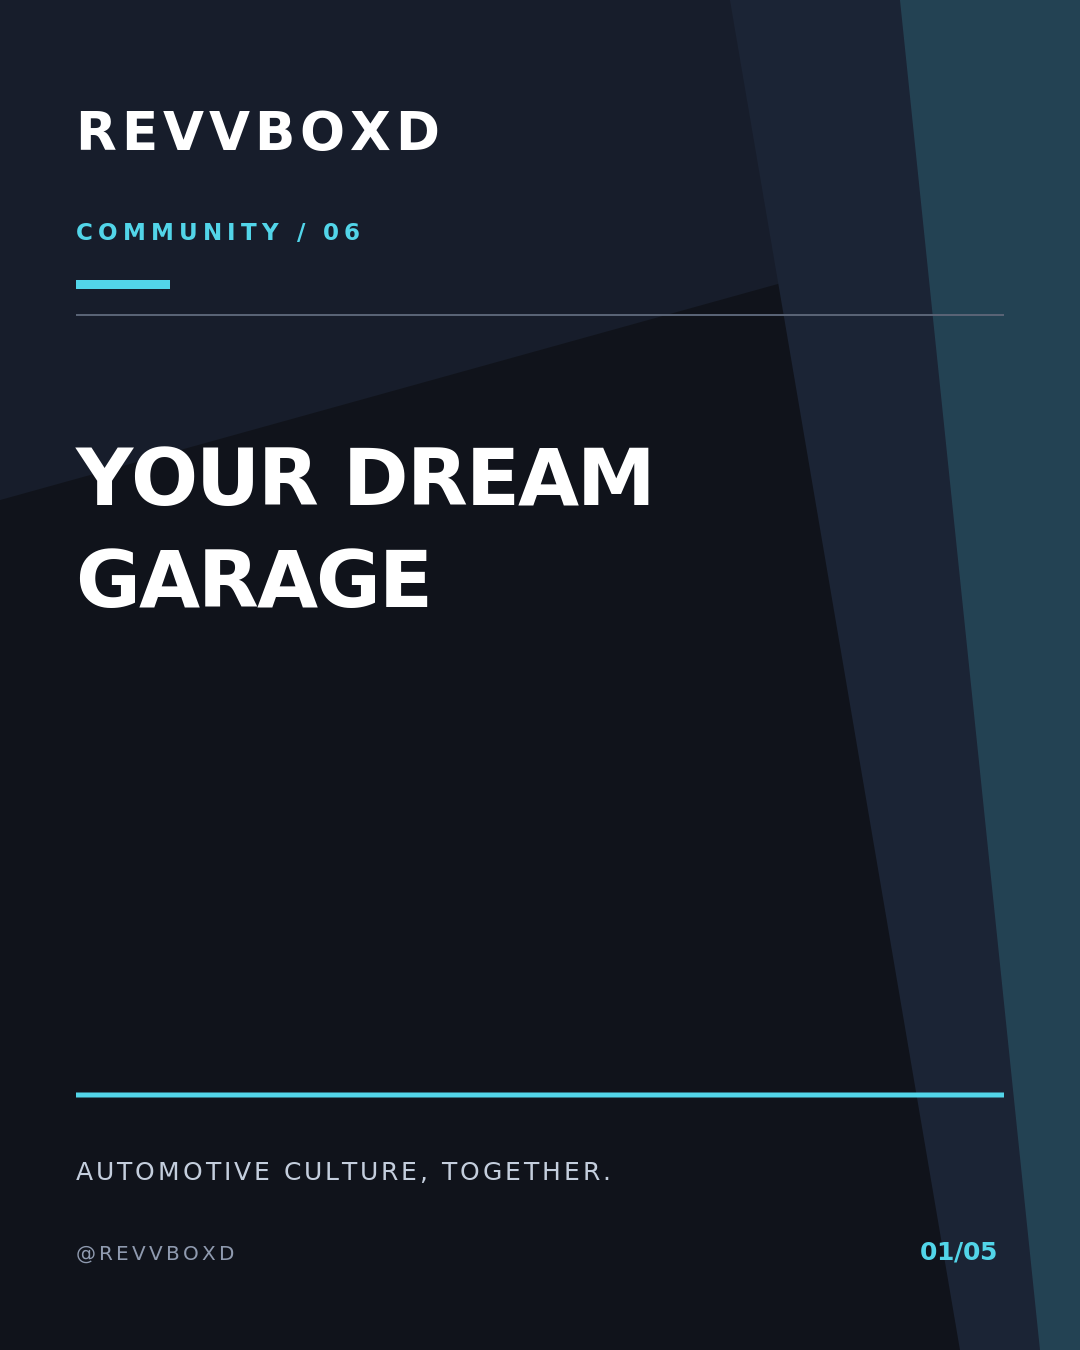 REVVBOXD
COMMUNITY / 06
YOUR DREAM
GARAGE
AUTOMOTIVE CULTURE, TOGETHER.
@REVVBOXD
01/05